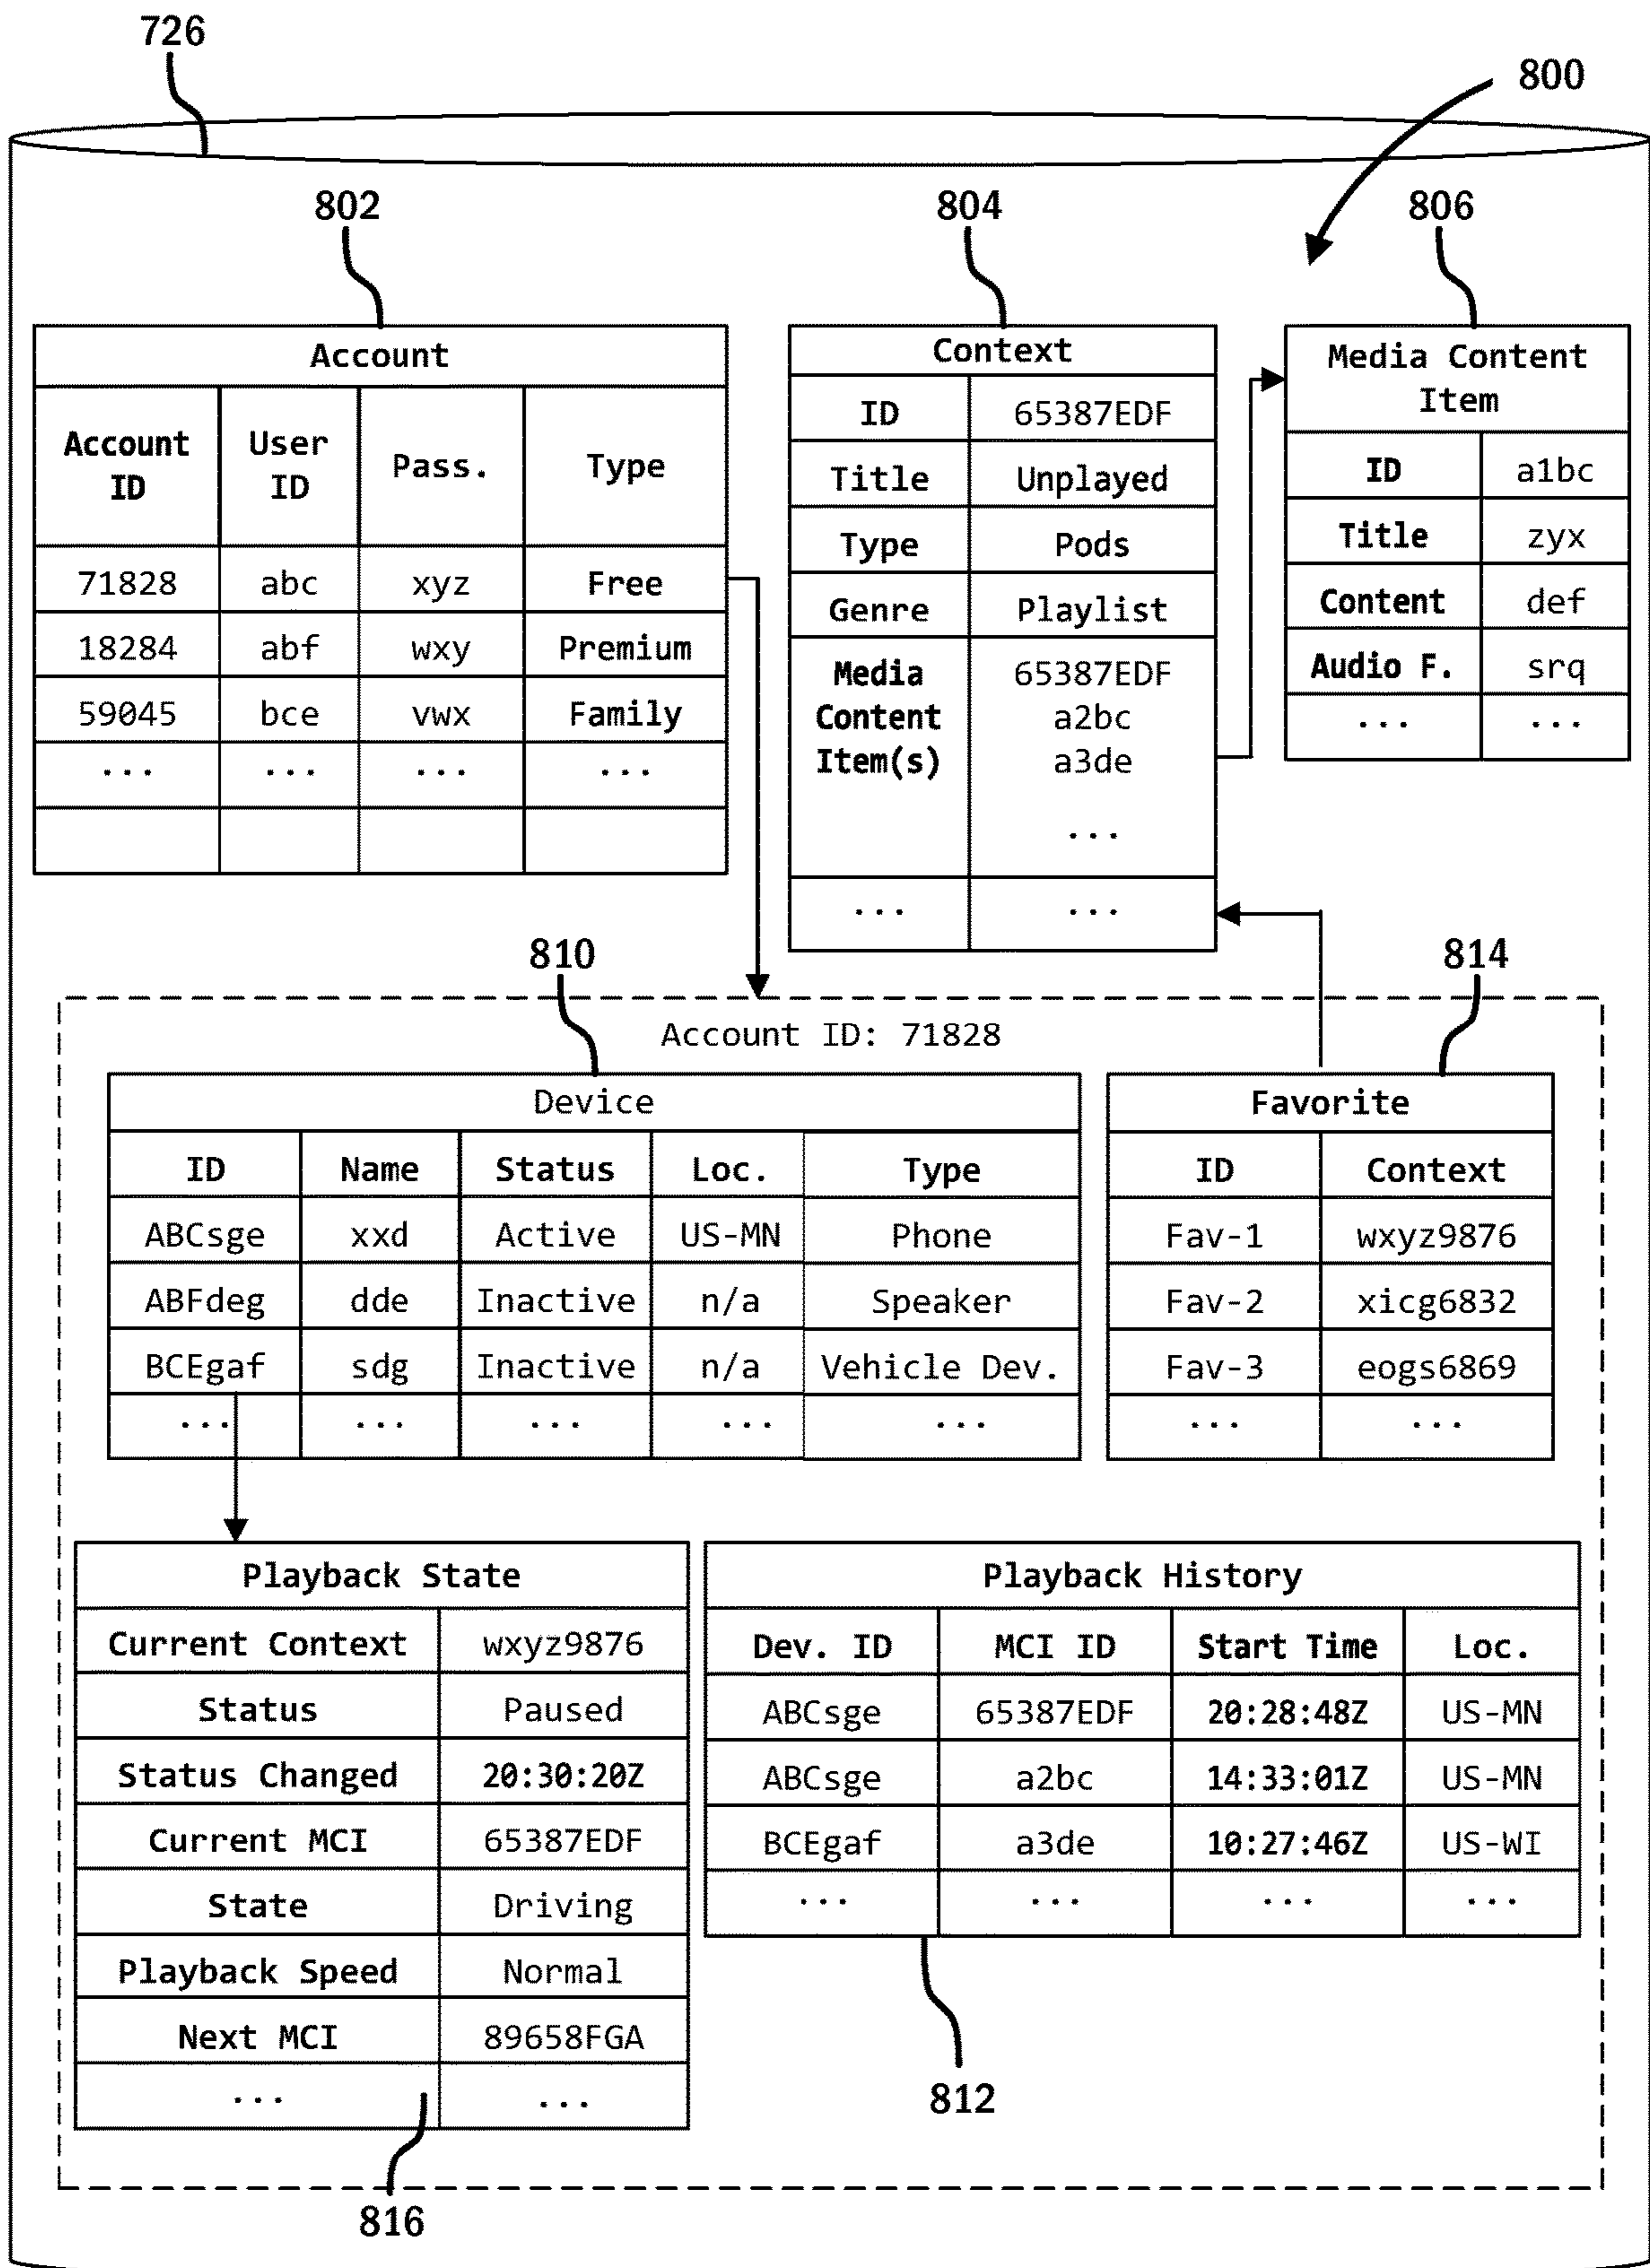 726
800
802
804
806
Account
Account ID User ID Pass. Type
71828 abc xyz Free
18284 abf wxy Premium
59045 bce vwx Family
... ... ... ...
Context
ID 65387EDF
Title Unplayed
Type Pods
Genre Playlist
Media 65387EDF
Content a2bc
Item(s) a3de
...
... ...
Media Content
Item
ID a1bc
Title zyx
Content def
Audio F. srq
... ...
810
814
Account ID: 71828
Device
ID Name Status Loc. Type
ABCsge xxd Active US-MN Phone
ABFdeg dde Inactive n/a Speaker
BCEgaf sdg Inactive n/a Vehicle Dev.
... ... ... ... ...
Favorite
ID Context
Fav-1 wxyz9876
Fav-2 xicg6832
Fav-3 eogs6869
... ...
Playback State
Current Context wxyz9876
Status Paused
Status Changed 20:30:20Z
Current MCI 65387EDF
State Driving
Playback Speed Normal
Next MCI 89658FGA
... ...
Playback History
Dev. ID MCI ID Start Time Loc.
ABCsge 65387EDF 20:28:48Z US-MN
ABCsge a2bc 14:33:01Z US-MN
BCEgaf a3de 10:27:46Z US-WI
... ... ... ...
812
816